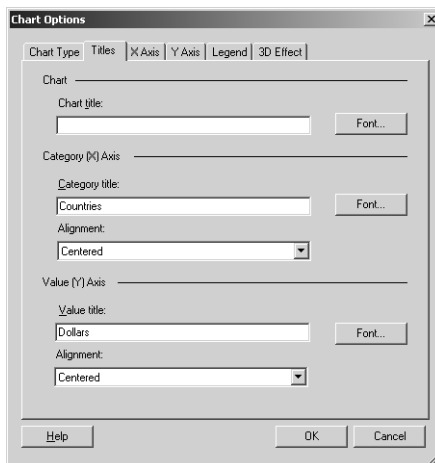 Chart Options
Chart Type Titles X Axis Y Axis Legend 3D Effect
Chart
Chart title:
Font...
Category (X) Axis
Category title:
Countries
Font...
Alignment:
Centered
Value (Y) Axis
Value title:
Dollars
Font...
Alignment:
Centered
Help OK Cancel